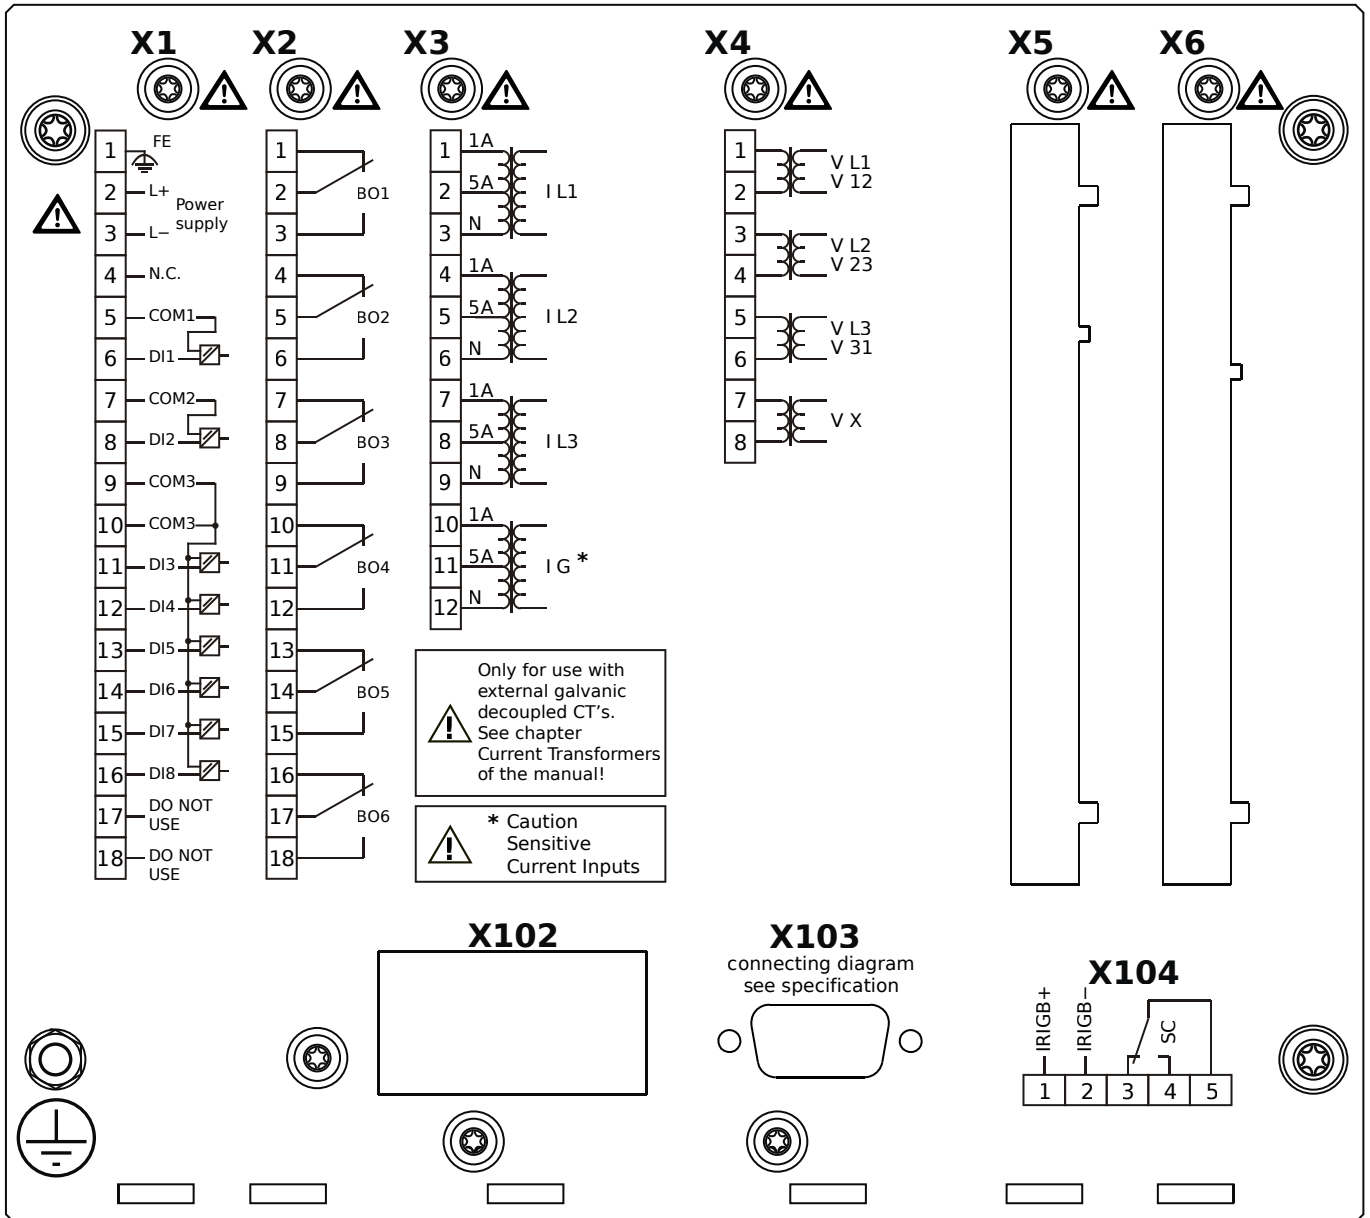 X1
X2
X3
X4
X5
X6
1
FE
2
L+
Power
supply
3
L−
4
N.C.
5
COM1
6
DI1
7
COM2
8
DI2
9
COM3
10
COM3
11
DI3
12
DI4
13
DI5
14
DI6
15
DI7
16
DI8
17
DO NOT
USE
18
DO NOT
USE
1
2
BO1
3
4
5
BO2
6
7
8
BO3
9
10
11
BO4
12
13
14
BO5
15
16
17
BO6
18
1
1A
2
5A
I L1
3
N
4
1A
5
5A
I L2
6
N
7
1A
8
5A
I L3
9
N
10
1A
11
5A
I G *
12
N
1
V L1
2
V 12
3
V L2
4
V 23
5
V L3
6
V 31
7
V X
8
Only for use with
external galvanic
decoupled CT's.
See chapter
Current Transformers
of the manual!
* Caution
Sensitive
Current Inputs
X102
X103
connecting diagram
see specification
X104
IRIGB+
IRIGB−
SC
1
2
3
4
5